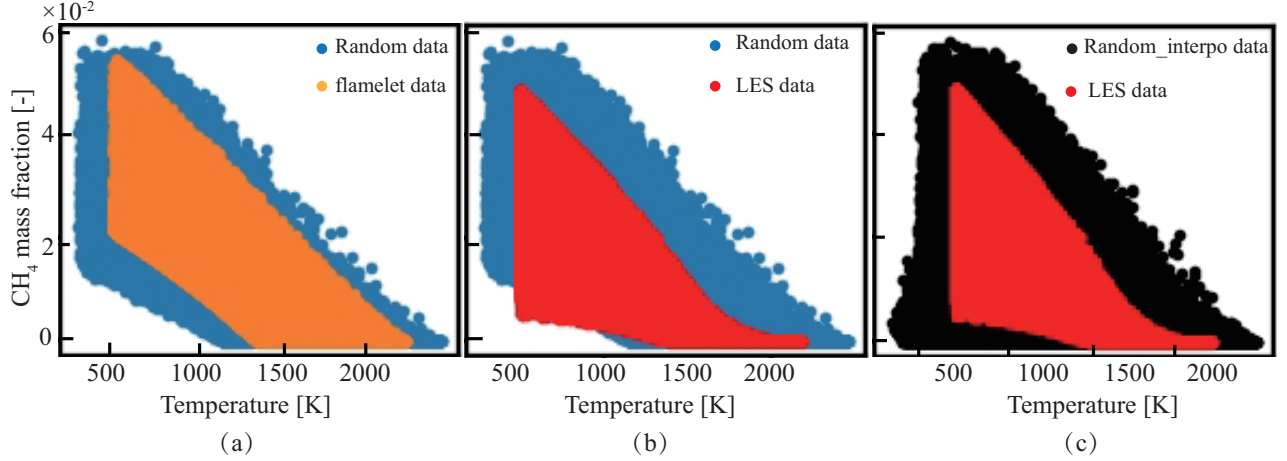 ×10-2
6
4
2
0
CH4 mass fraction [-]
Random data
flamelet data
500 1000 1500 2000
Temperature [K]
(a)
Random data
LES data
500 1000 1500 2000
Temperature [K]
(b)
Random_interpo data
LES data
500 1000 1500 2000
Temperature [K]
(c)